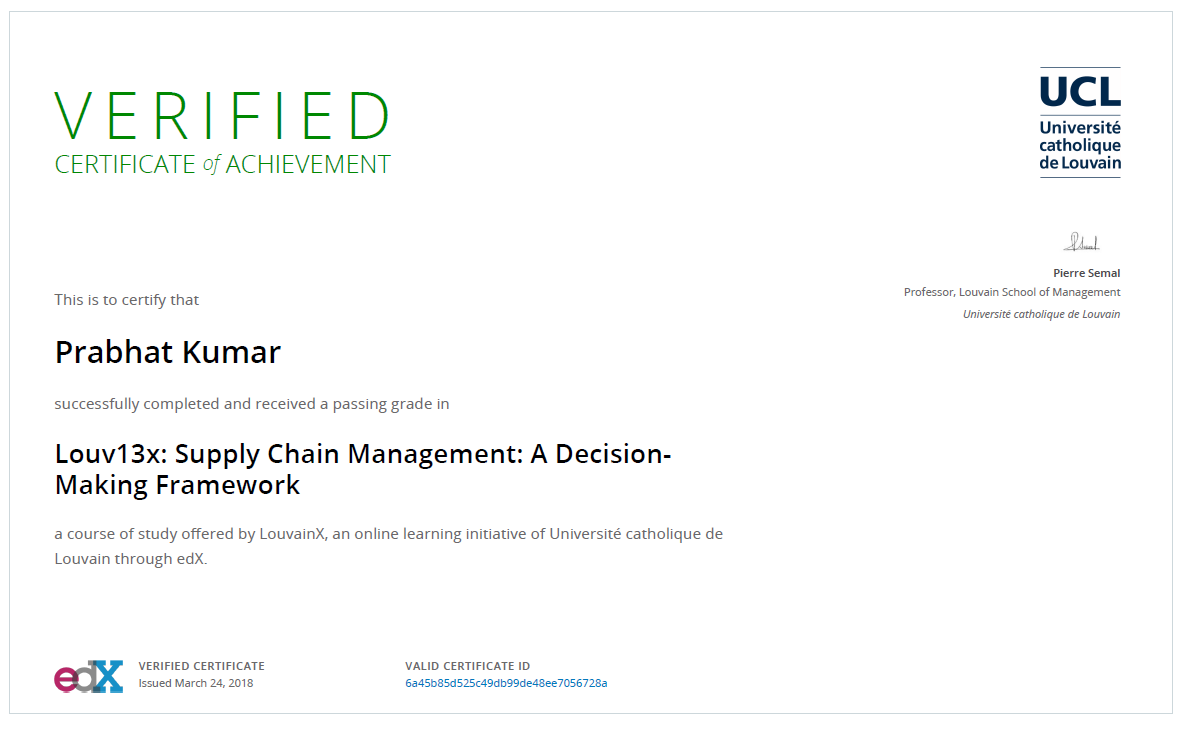 VERIFIED
CERTIFICATE of ACHIEVEMENT
UCL
Université
catholique
de Louvain
Pierre Semal
Professor, Louvain School of Management
Université catholique de Louvain
This is to certify that
Prabhat Kumar
successfully completed and received a passing grade in
Louv13x: Supply Chain Management: A Decision-
Making Framework
a course of study offered by LouvainX, an online learning initiative of Université catholique de
Louvain through edX.
edX
VERIFIED CERTIFICATE
Issued March 24, 2018
VALID CERTIFICATE ID
6a45b85d525c49db99de48ee7056728a